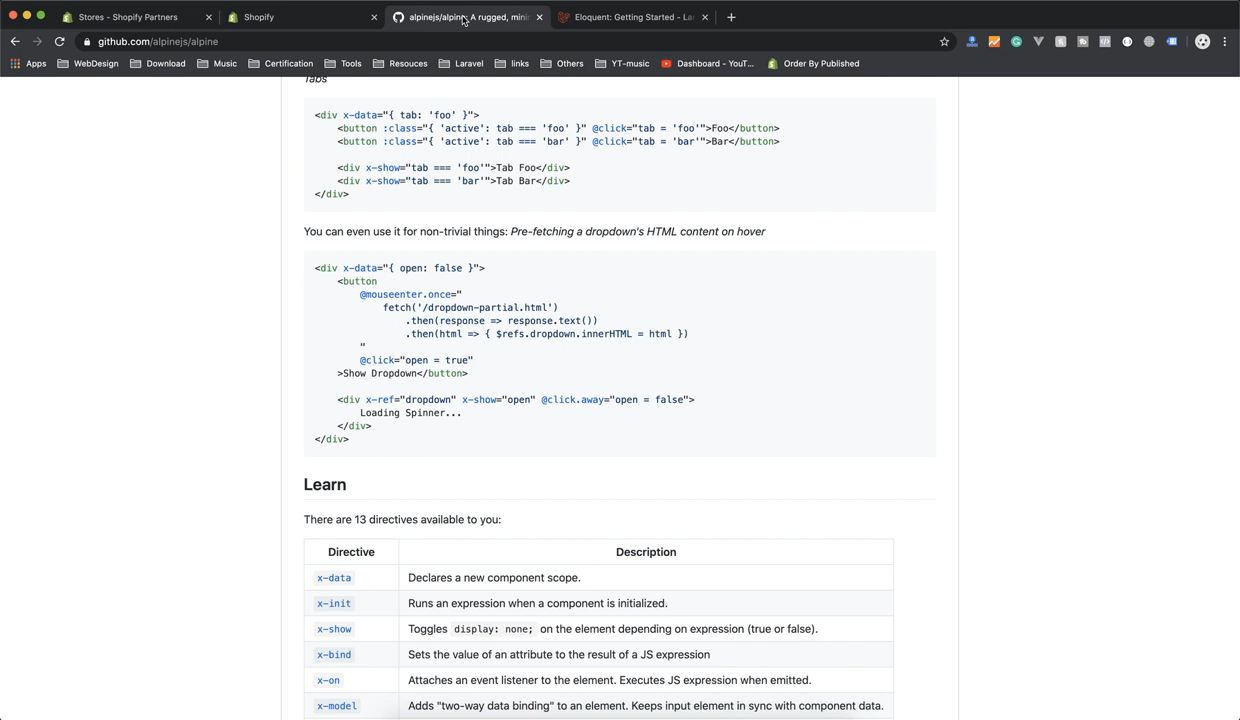 Stores - Shopify Partners
Shopify
alpinejs/alpine: A rugged, mini
Eloquent: Getting Started - La
github.com/alpinejs/alpine
Apps
WebDesign
Download
Music
Certification
Tools
Resouces
Laravel
links
Others
YT-music
Dashboard - YouT...
Order By Published
Tabs
<div x-data="{ tab: 'foo' }">
<button :class="{ 'active': tab === 'foo' }" @click="tab = 'foo'">Foo</button>
<button :class="{ 'active': tab === 'bar' }" @click="tab = 'bar'">Bar</button>
<div x-show="tab === 'foo'">Tab Foo</div>
<div x-show="tab === 'bar'">Tab Bar</div>
</div>
You can even use it for non-trivial things: Pre-fetching a dropdown's HTML content on hover
<div x-data="{ open: false }">
<button
@mouseenter.once="
fetch('/dropdown-partial.html')
.then(response => response.text())
.then(html => { $refs.dropdown.innerHTML = html })
"
@click="open = true"
>Show Dropdown</button>
<div x-ref="dropdown" x-show="open" @click.away="open = false">
Loading Spinner...
</div>
</div>
Learn
There are 13 directives available to you:
Directive Description
x-data Declares a new component scope.
x-init Runs an expression when a component is initialized.
x-show Toggles display: none; on the element depending on expression (true or false).
x-bind Sets the value of an attribute to the result of a JS expression
x-on Attaches an event listener to the element. Executes JS expression when emitted.
x-model Adds "two-way data binding" to an element. Keeps input element in sync with component data.